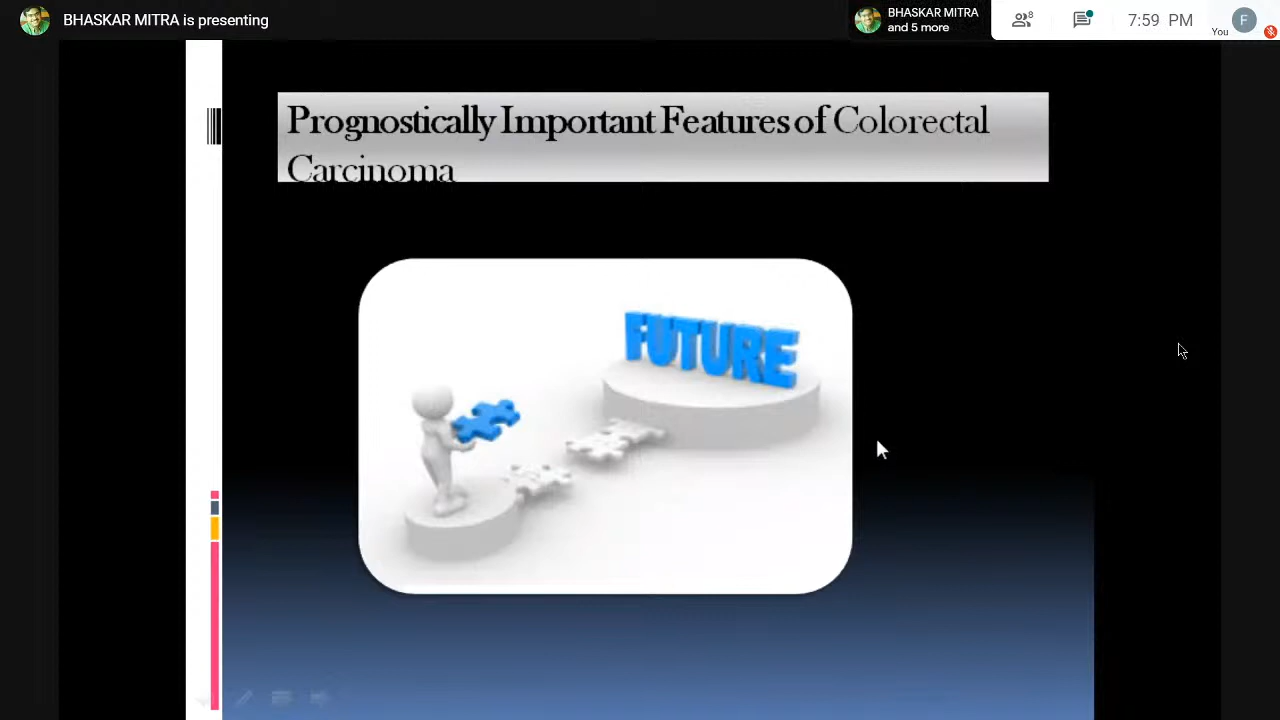 BHASKAR MITRA is presenting
BHASKAR MITRA
and 5 more
8
7:59 PM
You
F
Prognostically Important Features of Colorectal
Carcinoma
FUTURE